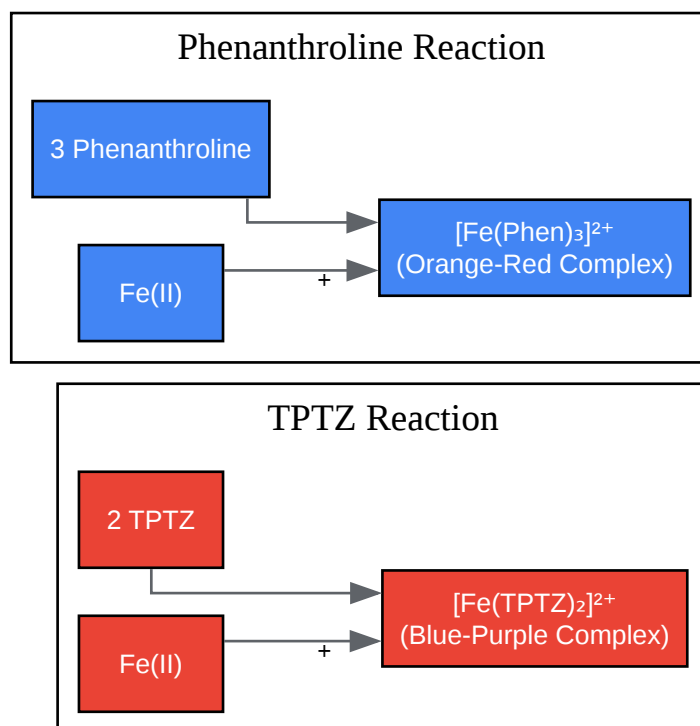 Phenanthroline Reaction
3 Phenanthroline
[Fe(Phen)₃]²⁺
(Orange-Red Complex)
Fe(II)
+
TPTZ Reaction
2 TPTZ
[Fe(TPTZ)₂]²⁺
(Blue-Purple Complex)
Fe(II)
+